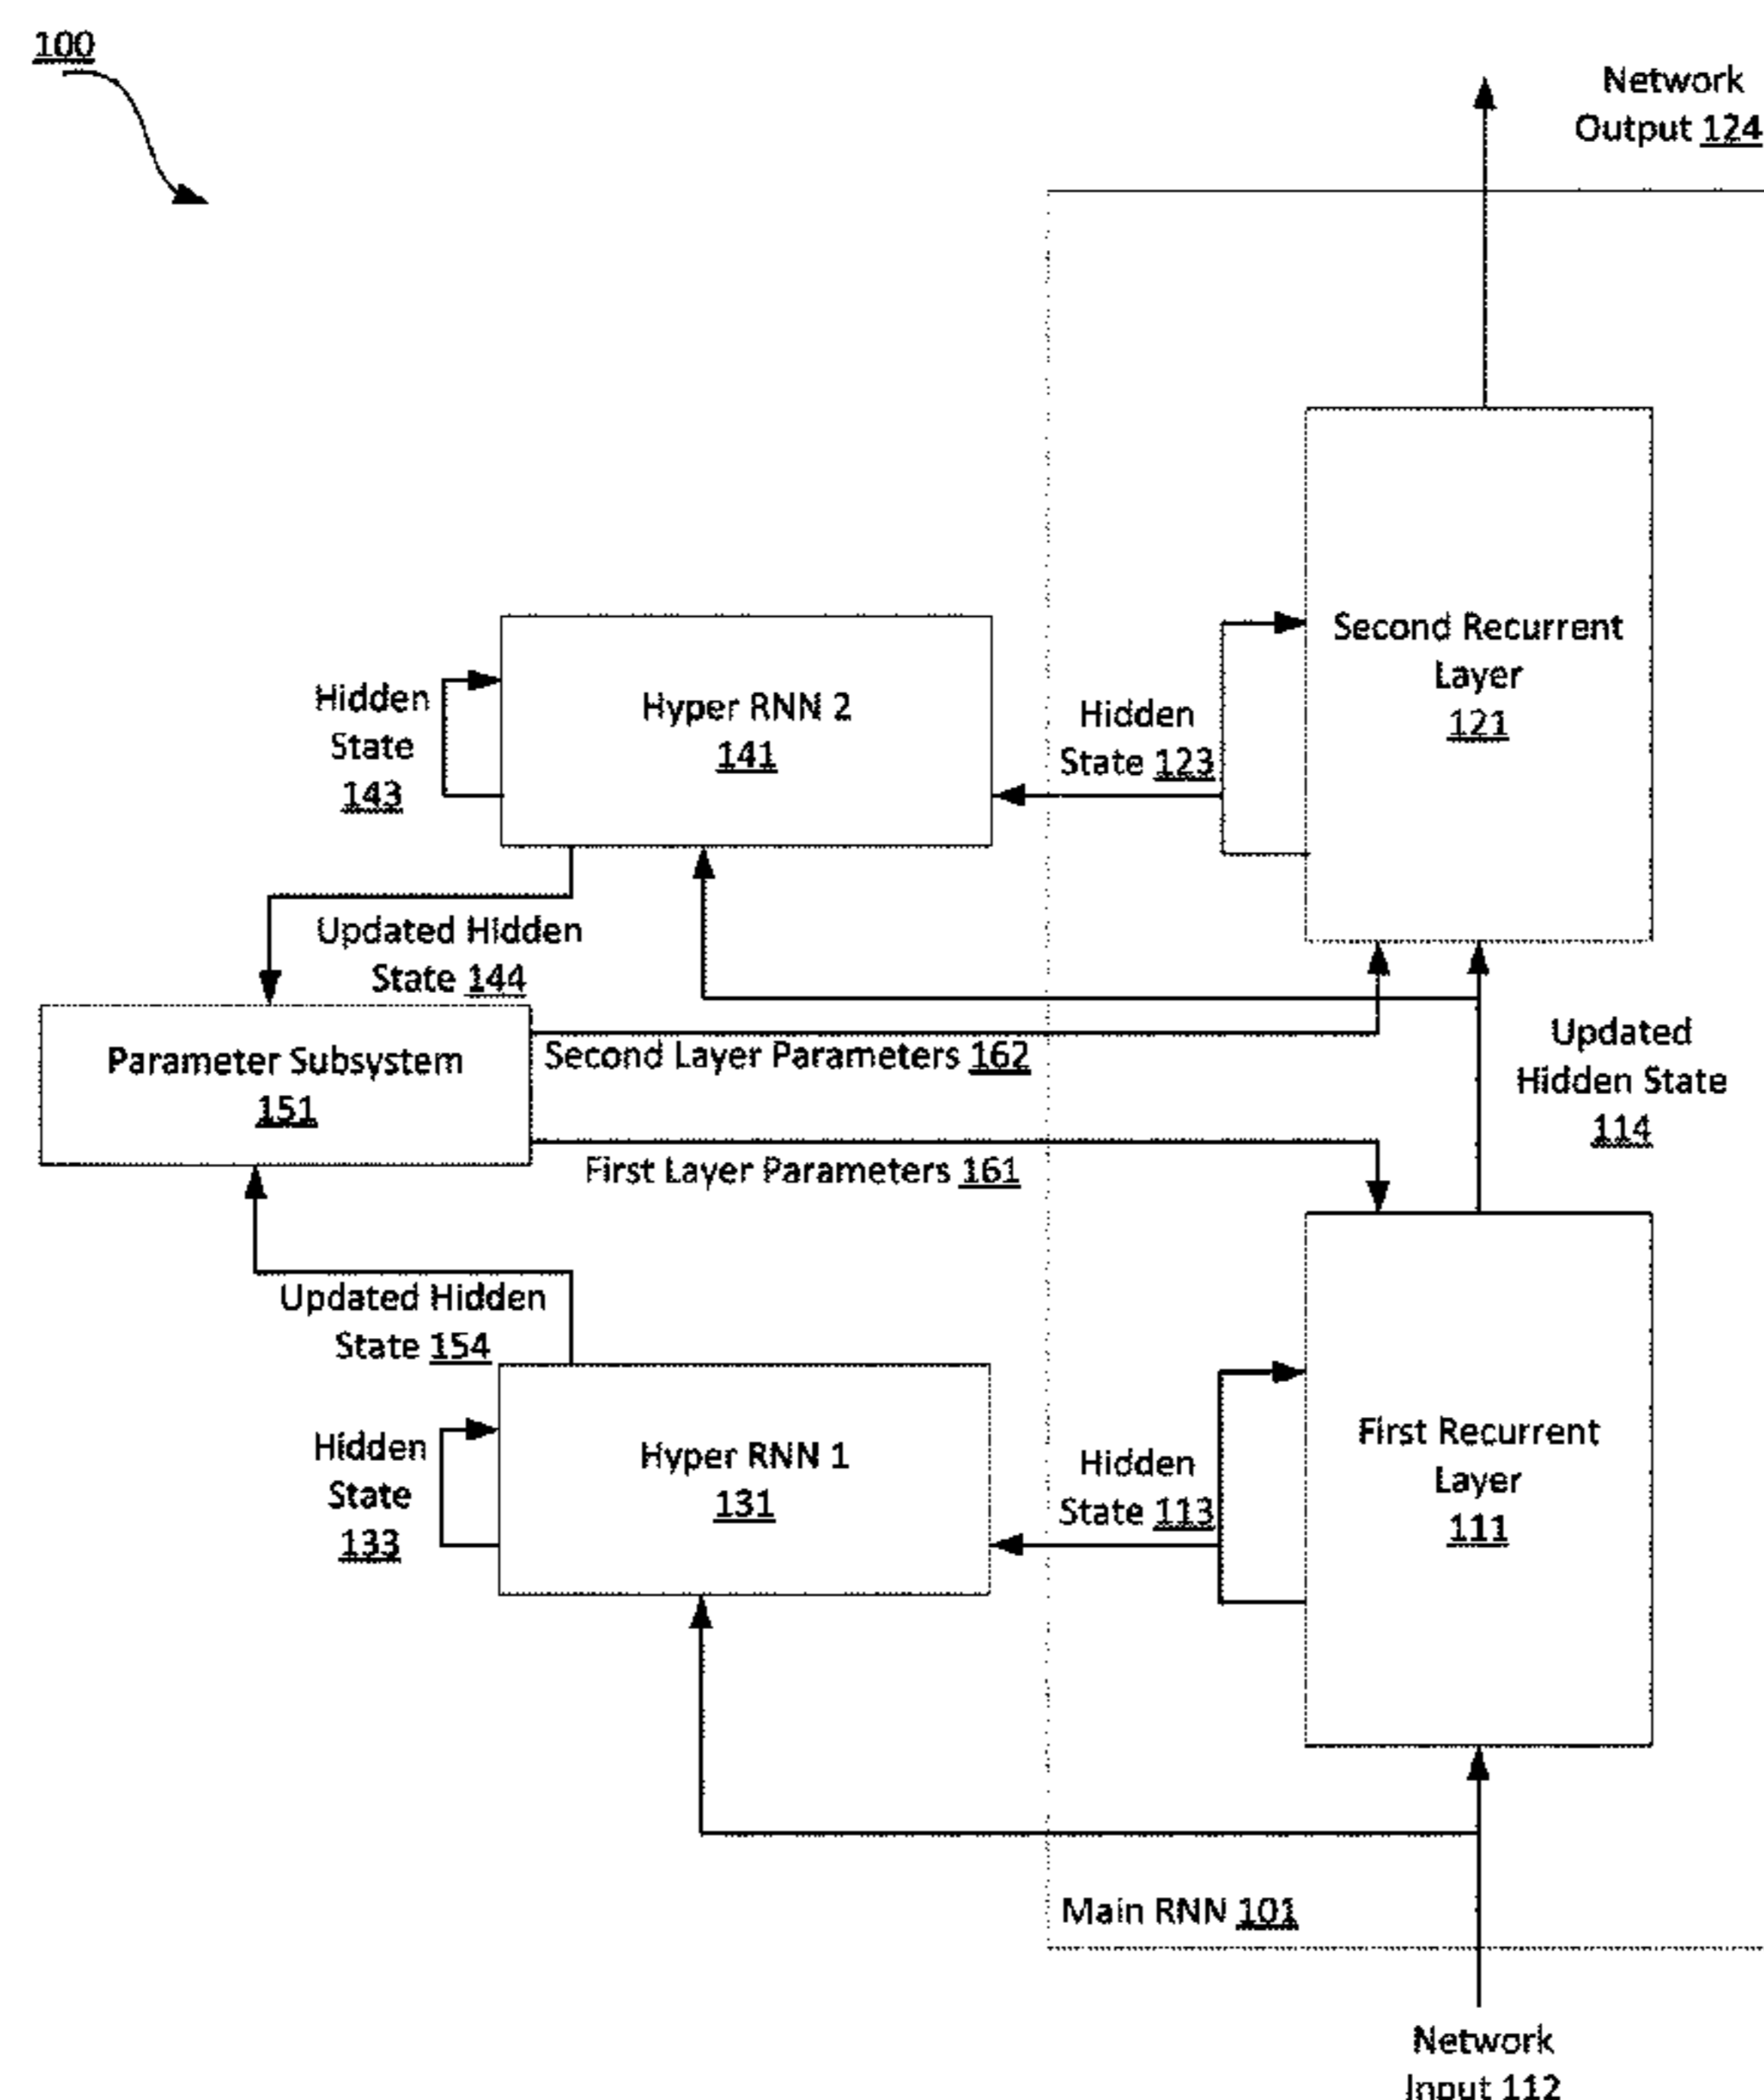 100
Network
Output 124
Second Recurrent
Layer
121
Hyper RNN 2
141
Hidden
State
143
Hidden
State 123
Updated Hidden
State 144
Parameter Subsystem
151
Second Layer Parameters 162
Updated
Hidden State
114
First Layer Parameters 161
Updated Hidden
State 154
Hyper RNN 1
131
Hidden
State
133
Hidden
State 113
First Recurrent
Layer
111
Main RNN 101
Network
Input 112